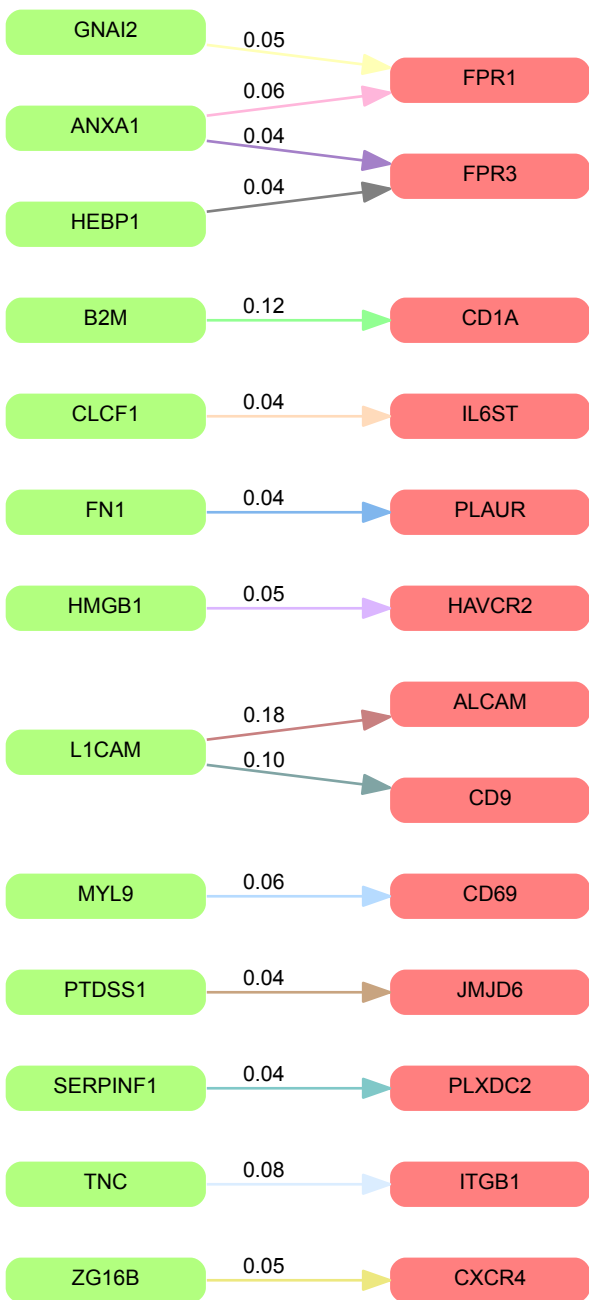 GNAI2 0.05 FPR1
ANXA1 0.06
0.04 FPR3
HEBP1 0.04
B2M 0.12 CD1A
CLCF1 0.04 IL6ST
FN1 0.04 PLAUR
HMGB1 0.05 HAVCR2
L1CAM 0.18 ALCAM
0.10 CD9
MYL9 0.06 CD69
PTDSS1 0.04 JMJD6
SERPINF1 0.04 PLXDC2
TNC 0.08 ITGB1
ZG16B 0.05 CXCR4